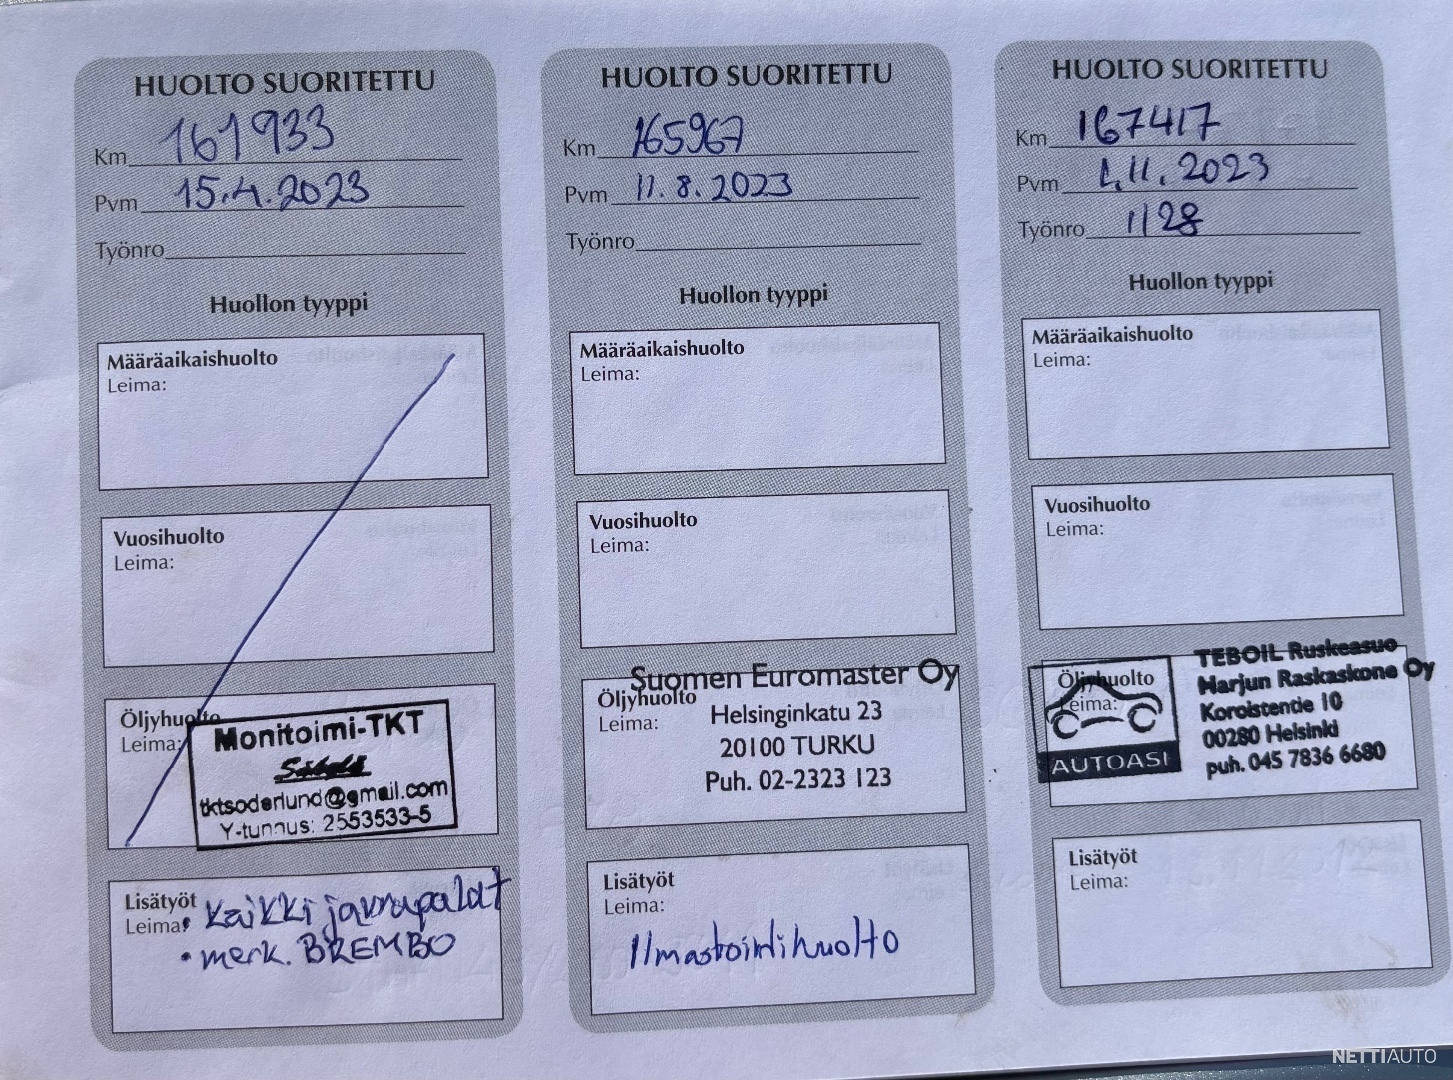 HUOLTO SUORITETTU
Km 161933
Pvm 15.4.2023
Työnro
Huollon tyyppi
Määräaikaishuolto
Leima:
Vuosihuolto
Leima:
Öljyhuolto
Leima:
Monitoimi-TKT
tktsoderlund@gmail.com
Y-tunnus: 2553533-5
Lisätyöt
Leima:
• Kaikki jarrupalat
• merk. BREMBO
HUOLTO SUORITETTU
Km 165967
Pvm 11.8.2023
Työnro
Huollon tyyppi
Määräaikaishuolto
Leima:
Vuosihuolto
Leima:
Suomen Euromaster Oy
Öljyhuolto
Leima:
Helsinginkatu 23
20100 TURKU
Puh. 02-2323 123
Lisätyöt
Leima:
Ilmastointihuolto
HUOLTO SUORITETTU
Km 167417
Pvm 1.11.2023
Työnro 1128
Huollon tyyppi
Määräaikaishuolto
Leima:
Vuosihuolto
Leima:
Öljyhuolto
Leima:
AUTOASI
TEBOIL Ruskeasuo
Harjun Raskaskone Oy
Koroistentie 10
00280 Helsinki
puh. 045 7836 6680
Lisätyöt
Leima:
NETTIAUTO